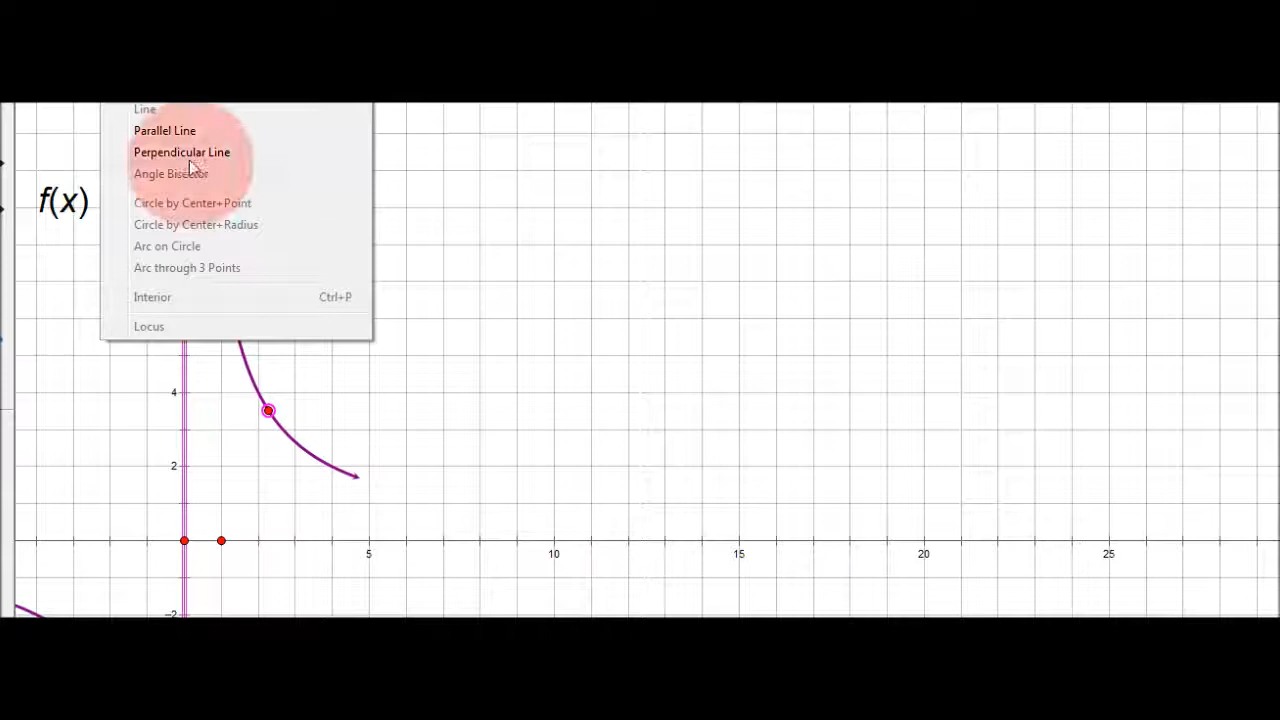 Line
Parallel Line
Perpendicular Line
Angle Bisector
f(x)
Circle by Center+Point
Circle by Center+Radius
Arc on Circle
Arc through 3 Points
Interior Ctrl+P
Locus
4
2
5 10 15 20 25
−2